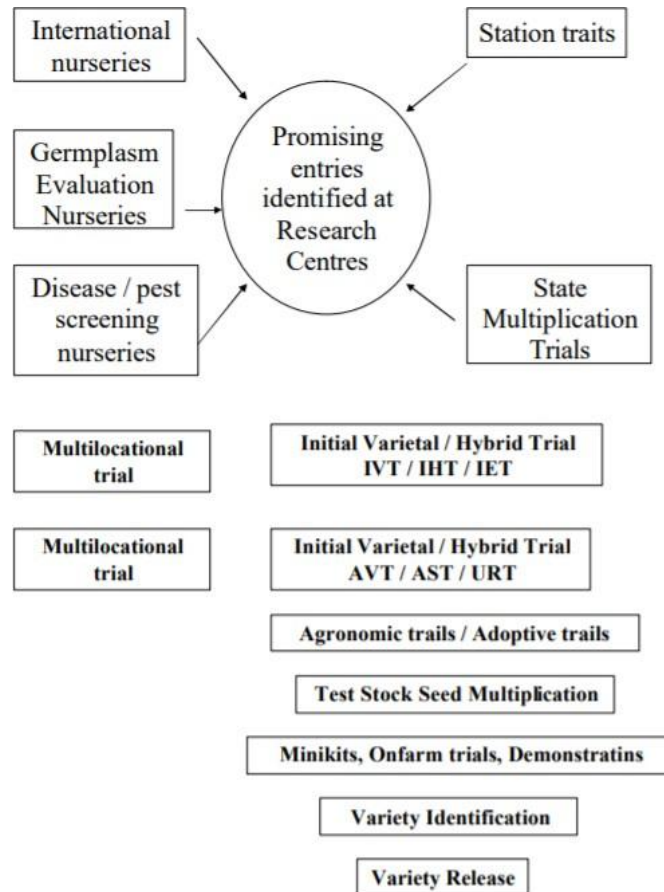 International
nurseries
Station traits
Germplasm
Evaluation
Nurseries
Promising
entries
identified at
Research
Centres
Disease / pest
screening
nurseries
State
Multiplication
Trials
Multilocational
trial
Initial Varietal / Hybrid Trial
IVT / IHT / IET
Multilocational
trial
Initial Varietal / Hybrid Trial
AVT / AST / URT
Agronomic trails / Adoptive trails
Test Stock Seed Multiplication
Minikits, Onfarm trials, Demonstratins
Variety Identification
Variety Release